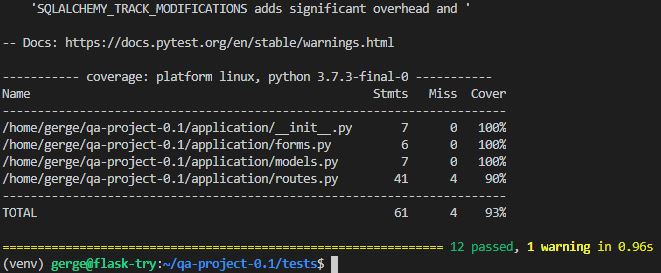 'SQLALCHEMY_TRACK_MODIFICATIONS adds significant overhead and '
-- Docs: https://docs.pytest.org/en/stable/warnings.html
----------- coverage: platform linux, python 3.7.3-final-0 -----------
Name Stmts Miss Cover
----------------------------------------------------------------------
/home/gerge/qa-project-0.1/application/__init__.py 7 0 100%
/home/gerge/qa-project-0.1/application/forms.py 6 0 100%
/home/gerge/qa-project-0.1/application/models.py 7 0 100%
/home/gerge/qa-project-0.1/application/routes.py 41 4 90%
----------------------------------------------------------------------
TOTAL 61 4 93%
============================================================= 12 passed, 1 warning in 0.96s
(venv) gerge@flask-try:~/qa-project-0.1/tests$